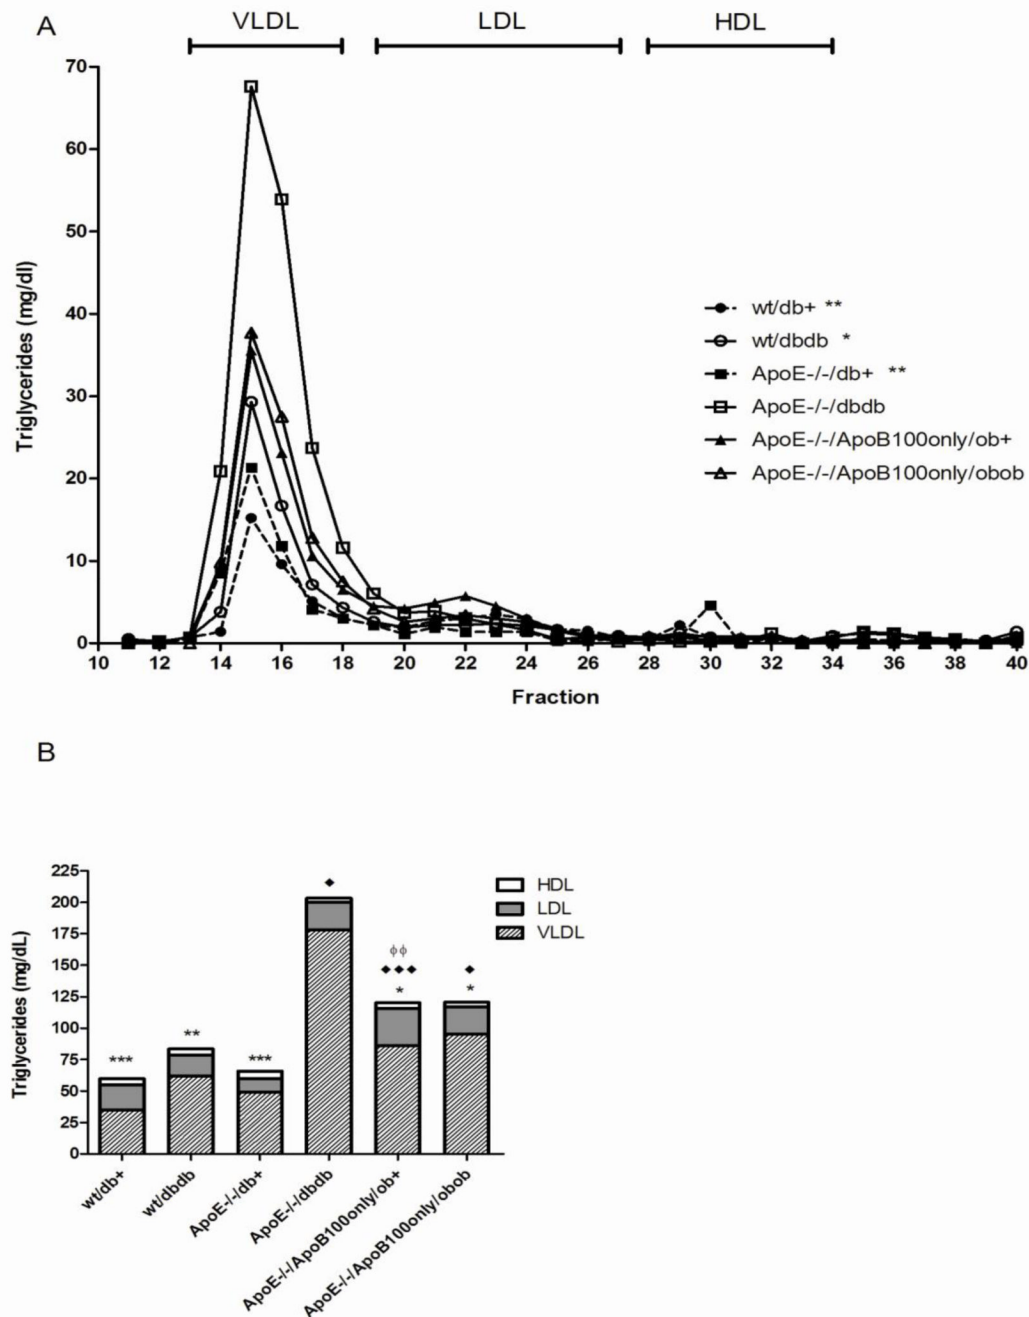 A
VLDL LDL HDL
70
60
50
40
30
20
10
0
Triglycerides (mg/dl)
wt/db+ **
wt/dbdb *
ApoE-/-/db+ **
ApoE-/-/dbdb
ApoE-/-/ApoB100only/ob+
ApoE-/-/ApoB100only/obob
10 12 14 16 18 20 22 24 26 28 30 32 34 36 38 40
Fraction
B
225
200
175
150
125
100
75
50
25
0
Triglycerides (mg/dL)
HDL
LDL
VLDL
***
**
***
◆
ϕϕ
◆◆◆
*
◆
*
wt/db+
wt/dbdb
ApoE-/-/db+
ApoE-/-/dbdb
ApoE-/-/ApoB100only/ob+
ApoE-/-/ApoB100only/obob